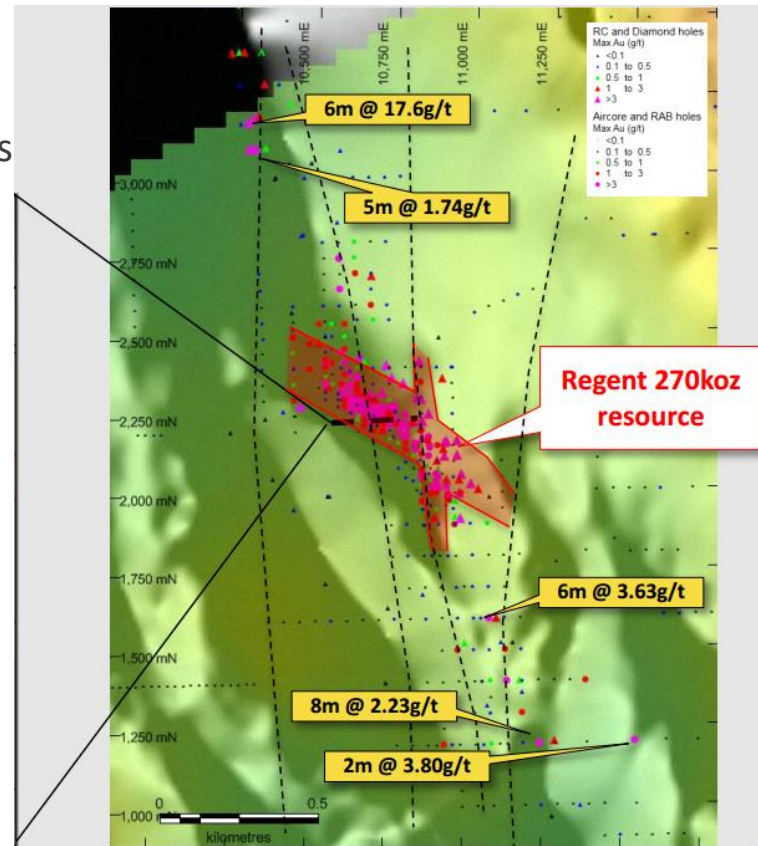 s
10,500 mE
10,750 mE
11,000 mE
11,250 mE
RC and Diamond holes
Max Au (g/t)
<0.1
0.1 to 0.5
0.5 to 1
1 to 3
>3
Aircore and RAB holes
Max Au (g/t)
<0.1
0.1 to 0.5
0.5 to 1
1 to 3
>3
6m @ 17.6g/t
3,000 mN
5m @ 1.74g/t
2,750 mN
2,500 mN
Regent 270koz
resource
2,250 mN
2,000 mN
1,750 mN
6m @ 3.63g/t
1,500 mN
8m @ 2.23g/t
1,250 mN
2m @ 3.80g/t
0 0.5
1,000 mN
kilometres